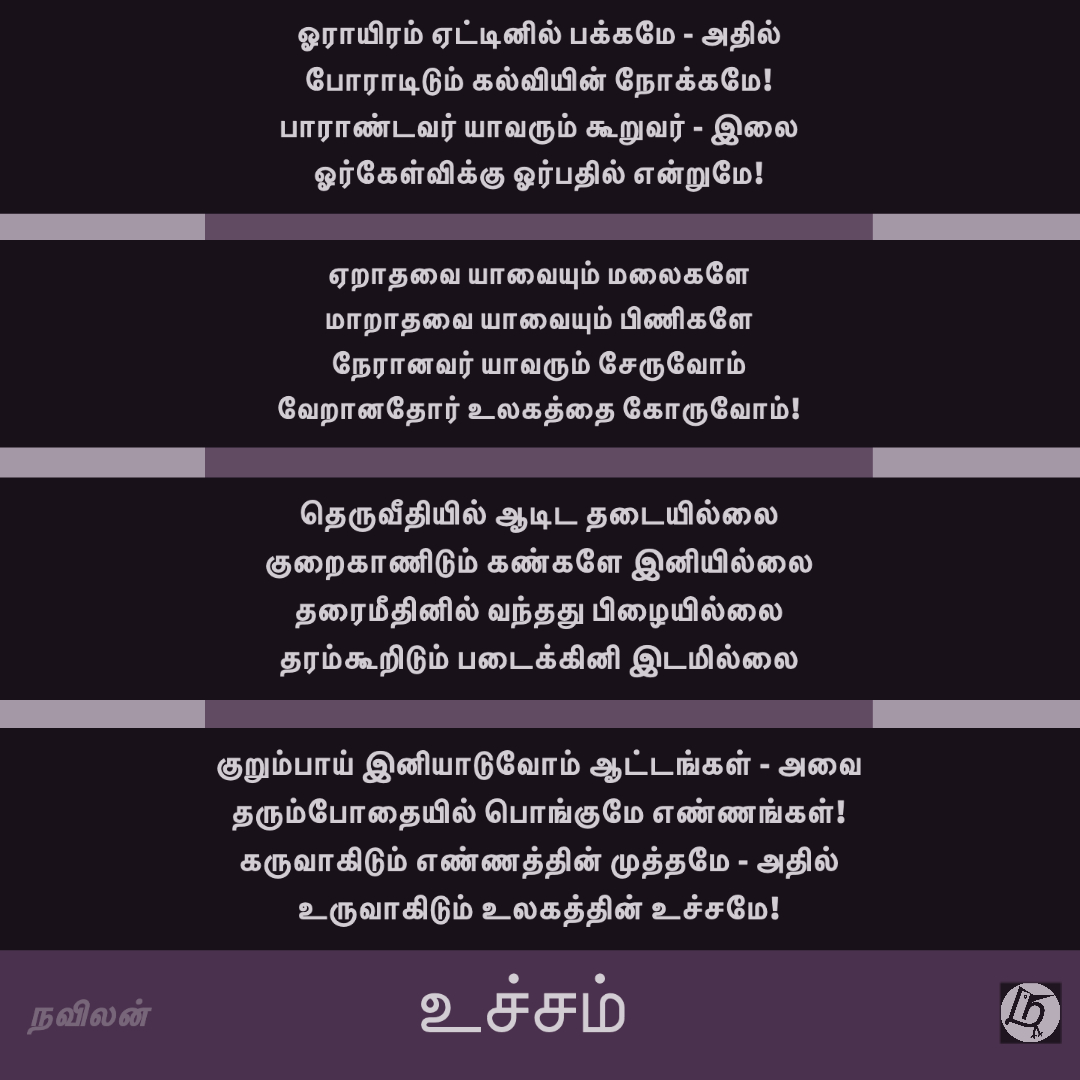 ஓராயிரம் ஏட்டினில் பக்கமே - அதில்
போராடிடும் கல்வியின் நோக்கமே!
பாராண்டவர் யாவரும் கூறுவர் - இலை
ஓர்கேள்விக்கு ஓர்பதில் என்றுமே!
ஏறாதவை யாவையும் மலைகளே
மாறாதவை யாவையும் பிணிகளே
நேரானவர் யாவரும் சேருவோம்
வேறானதோர் உலகத்தை கோருவோம்!
தெருவீதியில் ஆடிட தடையில்லை
குறைகாணிடும் கண்களே இனியில்லை
தரைமீதினில் வந்தது பிழையில்லை
தரம்கூறிடும் படைக்கினி இடமில்லை
குறும்பாய் இனியாடுவோம் ஆட்டங்கள் - அவை
தரும்போதையில் பொங்குமே எண்ணங்கள்!
கருவாகிடும் எண்ணத்தின் முத்தமே - அதில்
உருவாகிடும் உலகத்தின் உச்சமே!
உச்சம்
நவிலன்